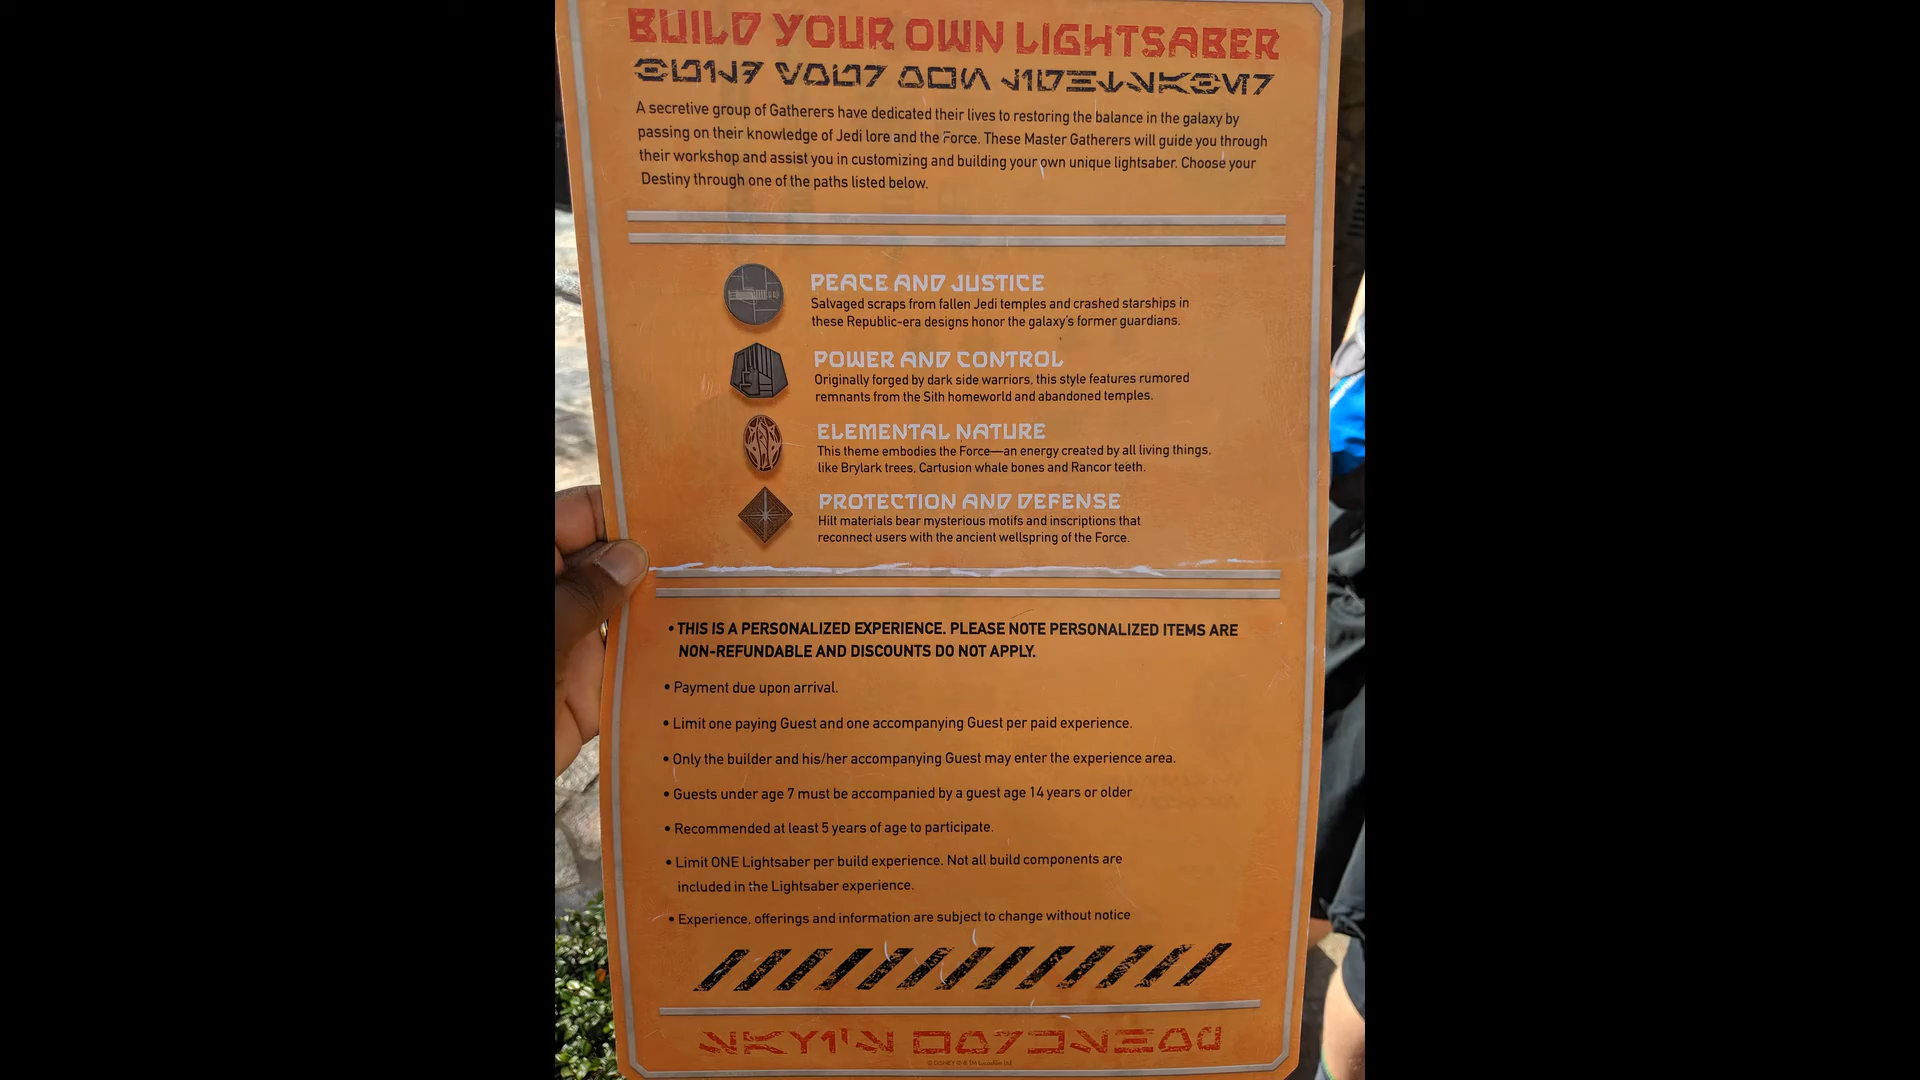 BUILD YOUR OWN LIGHTSABER
A secretive group of Gatherers have dedicated their lives to restoring the balance in the galaxy by
passing on their knowledge of Jedi lore and the Force. These Master Gatherers will guide you through
their workshop and assist you in customizing and building your own unique lightsaber. Choose your
Destiny through one of the paths listed below.
PEACE AND JUSTICE
Salvaged scraps from fallen Jedi temples and crashed starships in
these Republic-era designs honor the galaxy's former guardians.
POWER AND CONTROL
Originally forged by dark side warriors, this style features rumored
remnants from the Sith homeworld and abandoned temples.
ELEMENTAL NATURE
This theme embodies the Force—an energy created by all living things,
like Brylark trees, Cartusion whale bones and Rancor teeth.
PROTECTION AND DEFENSE
Hilt materials bear mysterious motifs and inscriptions that
reconnect users with the ancient wellspring of the Force.
• THIS IS A PERSONALIZED EXPERIENCE. PLEASE NOTE PERSONALIZED ITEMS ARE
NON-REFUNDABLE AND DISCOUNTS DO NOT APPLY.
• Payment due upon arrival.
• Limit one paying Guest and one accompanying Guest per paid experience.
• Only the builder and his/her accompanying Guest may enter the experience area.
• Guests under age 7 must be accompanied by a guest age 14 years or older
• Recommended at least 5 years of age to participate.
• Limit ONE Lightsaber per build experience. Not all build components are
included in the Lightsaber experience.
• Experience, offerings and information are subject to change without notice
© DISNEY © & TM Lucasfilm Ltd.